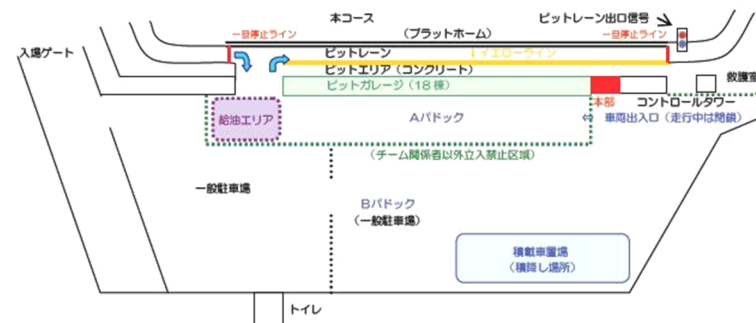 本コース
ピットレーン出口信号
一旦停止ライン
(プラットホーム)
一旦停止ライン
入場ゲート
ピットレーン
↓イエローライン
ピットエリア(コンクリート)
ピットガレージ(18棟)
救護室
本部
コントロールタワー
給油エリア
Aパドック
⇔ 車両出入口(走行中は閉鎖)
(チーム関係者以外立入禁止区域)
一般駐車場
Bパドック
(一般駐車場)
積載車置場
(積降し場所)
トイレ